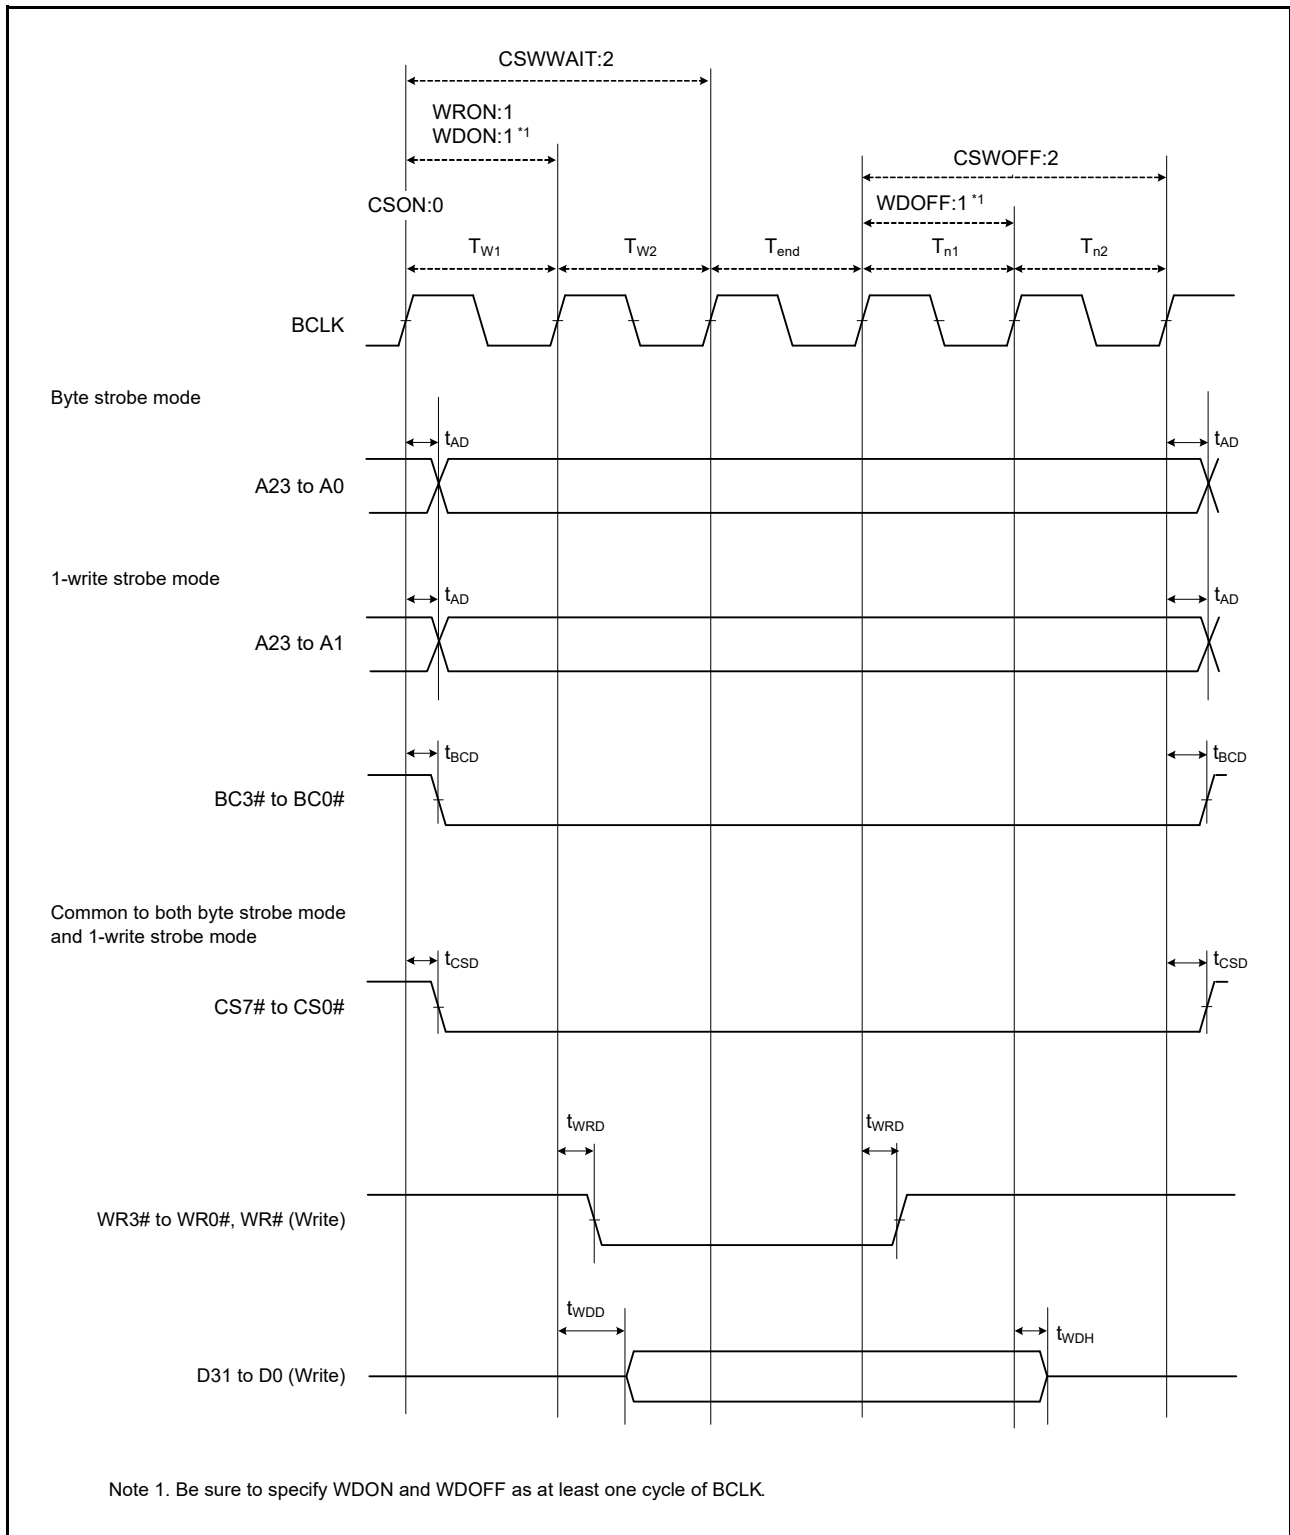 CSWWAIT:2
WRON:1
WDON:1 *1
CSWOFF:2
CSON:0
WDOFF:1 *1
TW1
TW2
Tend
Tn1
Tn2
BCLK
Byte strobe mode
tAD
tAD
A23 to A0
1-write strobe mode
tAD
tAD
A23 to A1
tBCD
tBCD
BC3# to BC0#
Common to both byte strobe mode
and 1-write strobe mode
tCSD
tCSD
CS7# to CS0#
tWRD
tWRD
WR3# to WR0#, WR# (Write)
tWDD
tWDH
D31 to D0 (Write)
Note 1. Be sure to specify WDON and WDOFF as at least one cycle of BCLK.